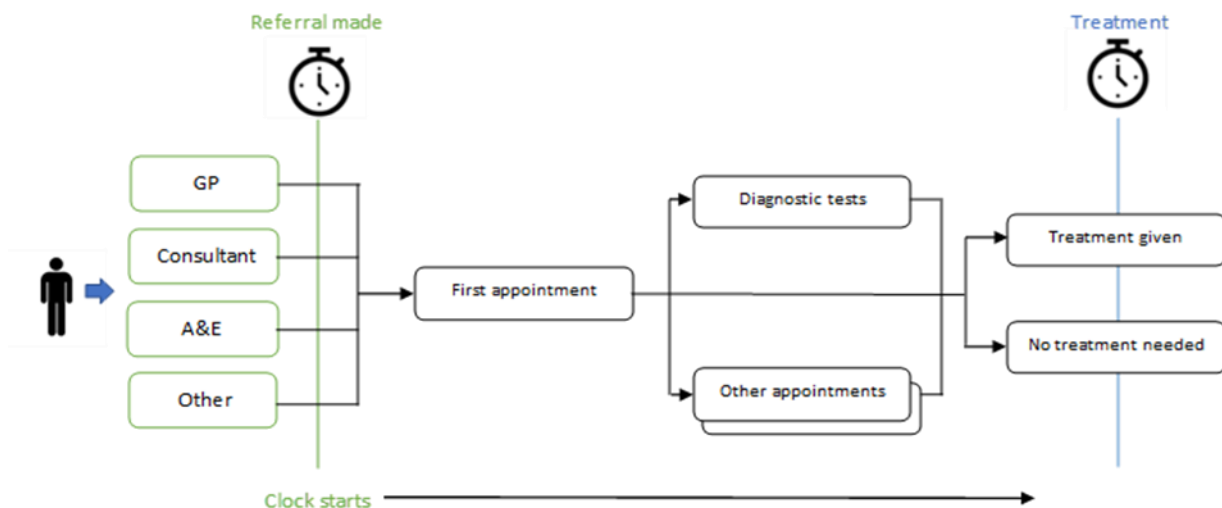 Referral made
Treatment
GP
Consultant
A&E
Other
First appointment
Diagnostic tests
Other appointments
Treatment given
No treatment needed
Clock starts